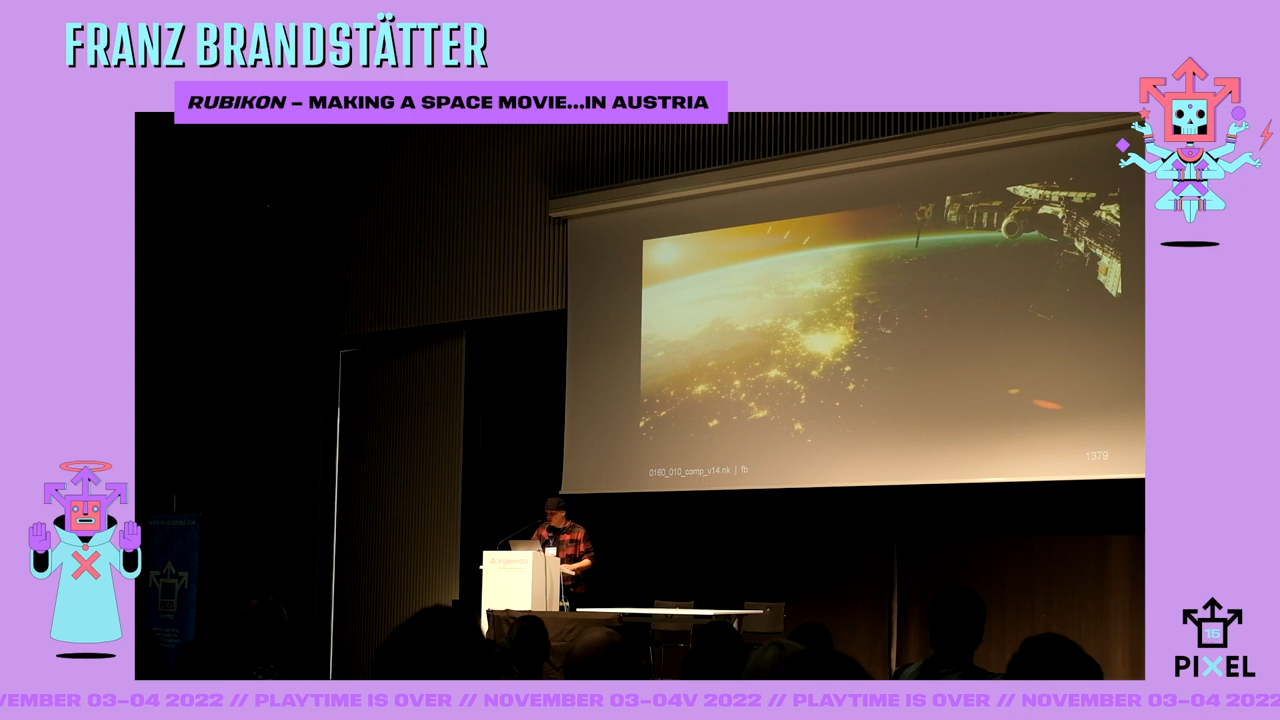 FRANZ BRANDSTÄTTER
RUBIKON – MAKING A SPACE MOVIE...IN AUSTRIA
0160_010_comp_v14.nk | fb
1379
15
PIXEL
VEMBER 03–04 2022 // PLAYTIME IS OVER // NOVEMBER 03–04V 2022 // PLAYTIME IS OVER // NOVEMBER 03–04 2022